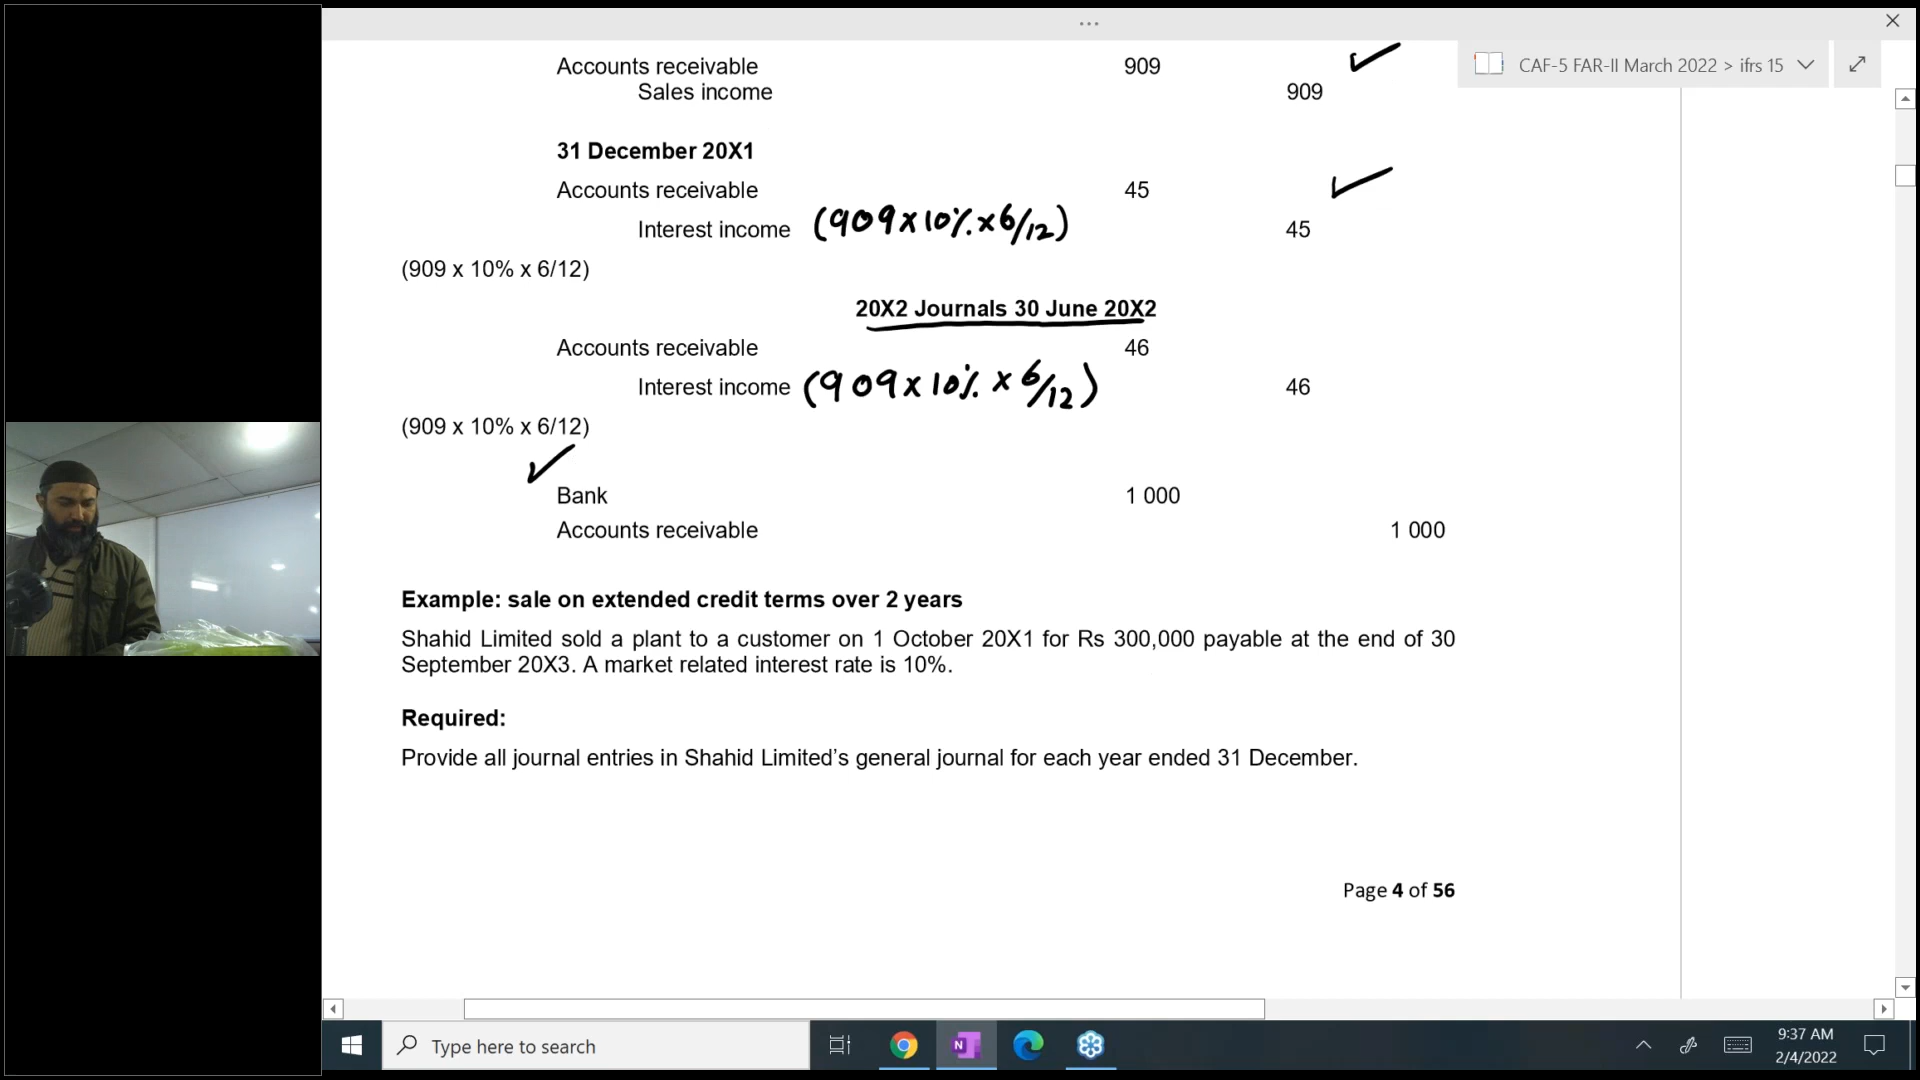 ...
CAF-5 FAR-II March 2022 > ifrs 15
Accounts receivable 909
Sales income 909
31 December 20X1
Accounts receivable 45
Interest income (909x10%x6/12) 45
(909 x 10% x 6/12)
20X2 Journals 30 June 20X2
Accounts receivable 46
Interest income (909x10% x 6/12) 46
(909 x 10% x 6/12)
Bank 1 000
Accounts receivable 1 000
Example: sale on extended credit terms over 2 years
Shahid Limited sold a plant to a customer on 1 October 20X1 for Rs 300,000 payable at the end of 30
September 20X3. A market related interest rate is 10%.
Required:
Provide all journal entries in Shahid Limited’s general journal for each year ended 31 December.
Page 4 of 56
Type here to search
N
9:37 AM
2/4/2022